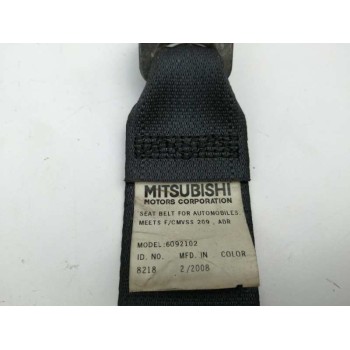 MITSUBISHI
MOTORS CORPORATION
SEAT BELT FOR AUTOMOBILES
MEETS F/CMVSS 209 , ADR
MODEL:6092102
ID. NO. MFD. IN COLOR
8218 2/2008